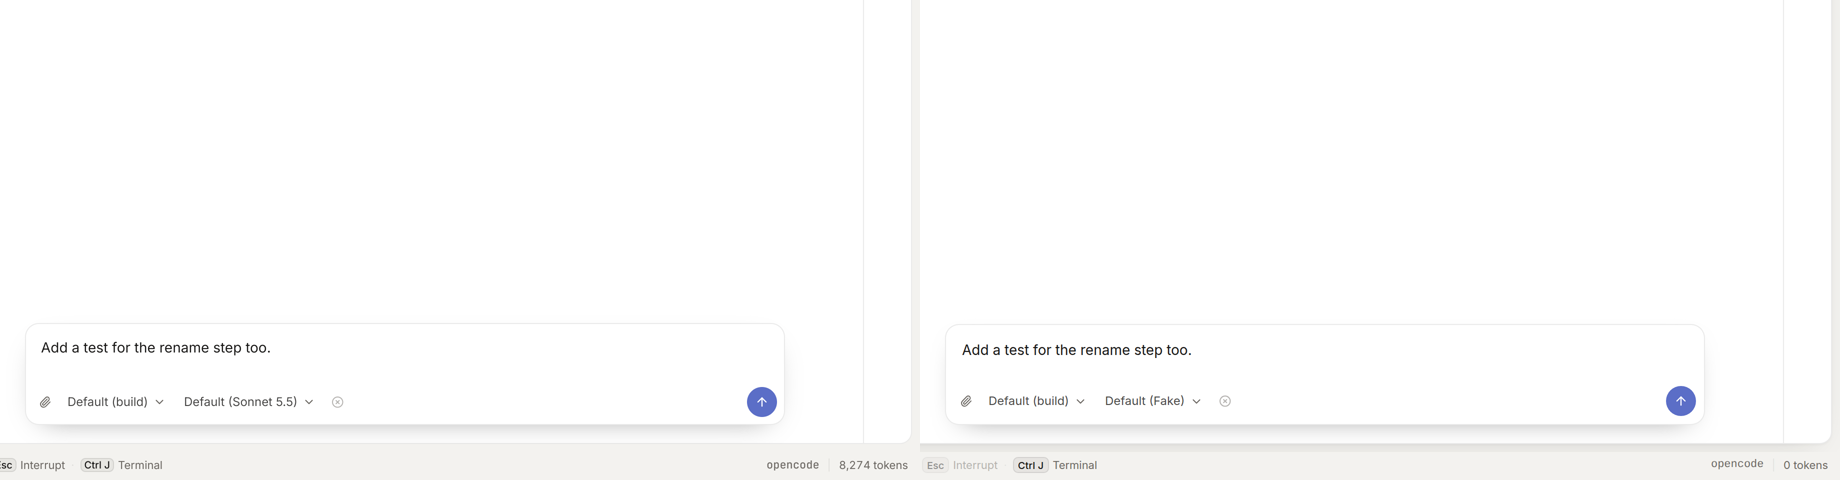 Add a test for the rename step too.
Default (build) Default (Sonnet 5.5)
Esc Interrupt · Ctrl J Terminal opencode 8,274 tokens
Add a test for the rename step too.
Default (build) Default (Fake)
Esc Interrupt Ctrl J Terminal opencode 0 tokens